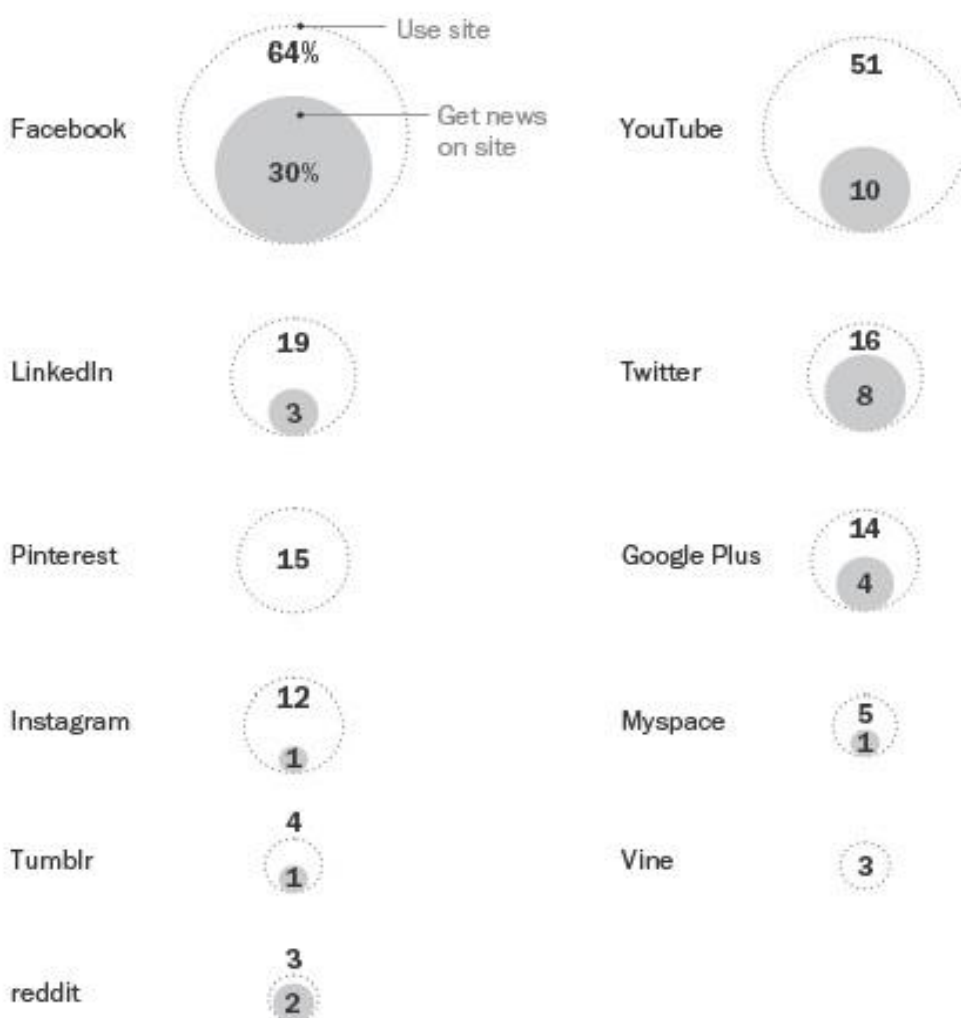 Use site
64%
51
Facebook
Get news
on site
YouTube
30%
10
19
16
LinkedIn
Twitter
3
8
Pinterest
15
14
Google Plus
4
12
5
Instagram
Myspace
1
1
4
Tumblr
1
Vine
3
3
reddit
2